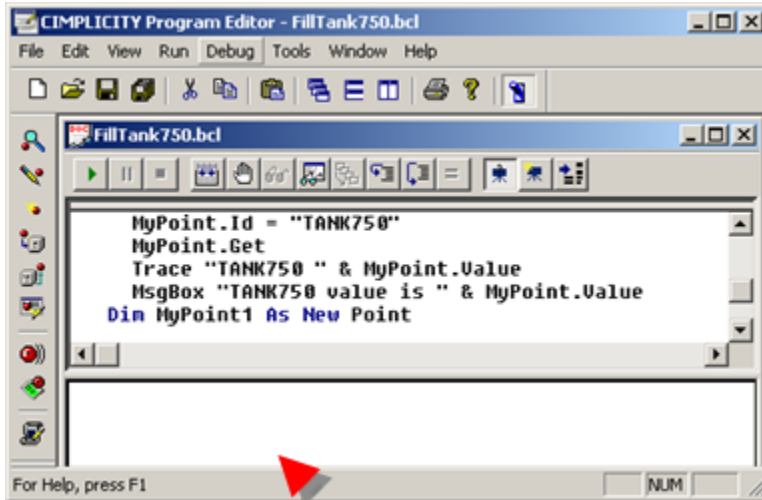 CIMPLICITY Program Editor - FillTank750.bcl
File Edit View Run Debug Tools Window Help
FillTank750.bcl
MyPoint.Id = "TANK750"
MyPoint.Get
Trace "TANK750 " & MyPoint.Value
MsgBox "TANK750 value is " & MyPoint.Value
Dim MyPoint1 As New Point
For Help, press F1
NUM